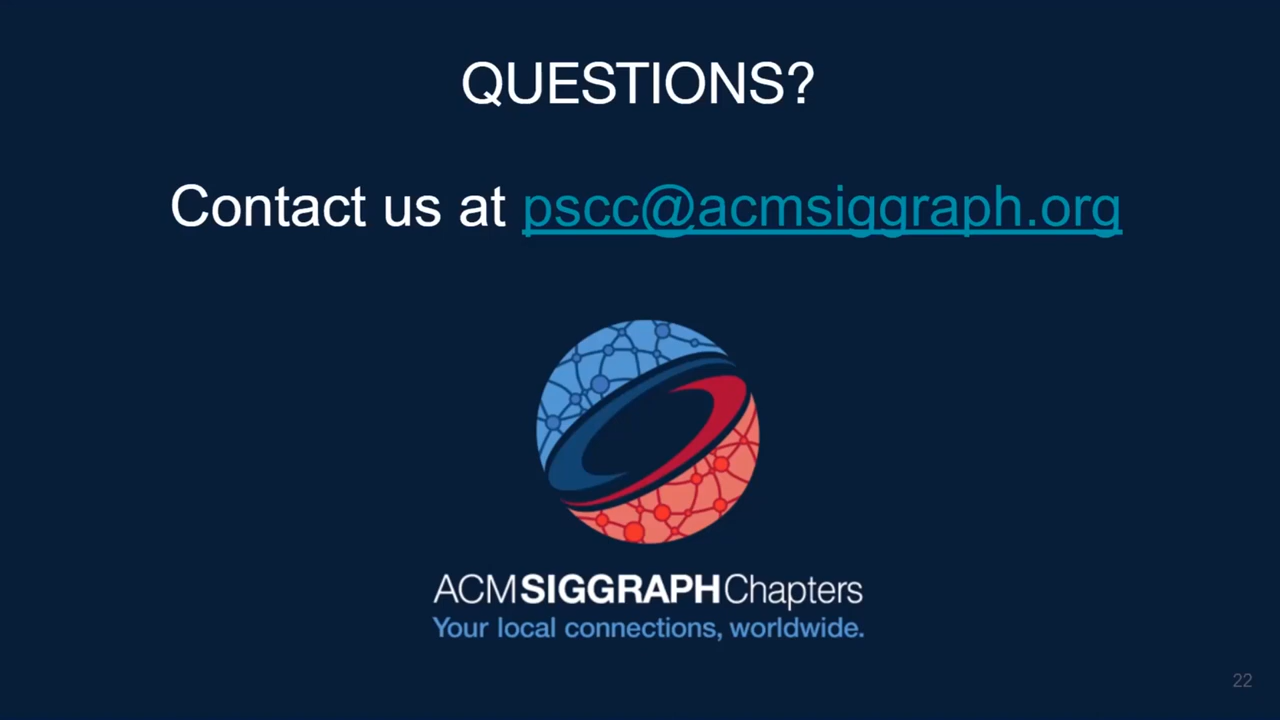 QUESTIONS?
Contact us at pscc@acmsiggraph.org
ACMSIGGRAPHChapters
Your local connections, worldwide.
22